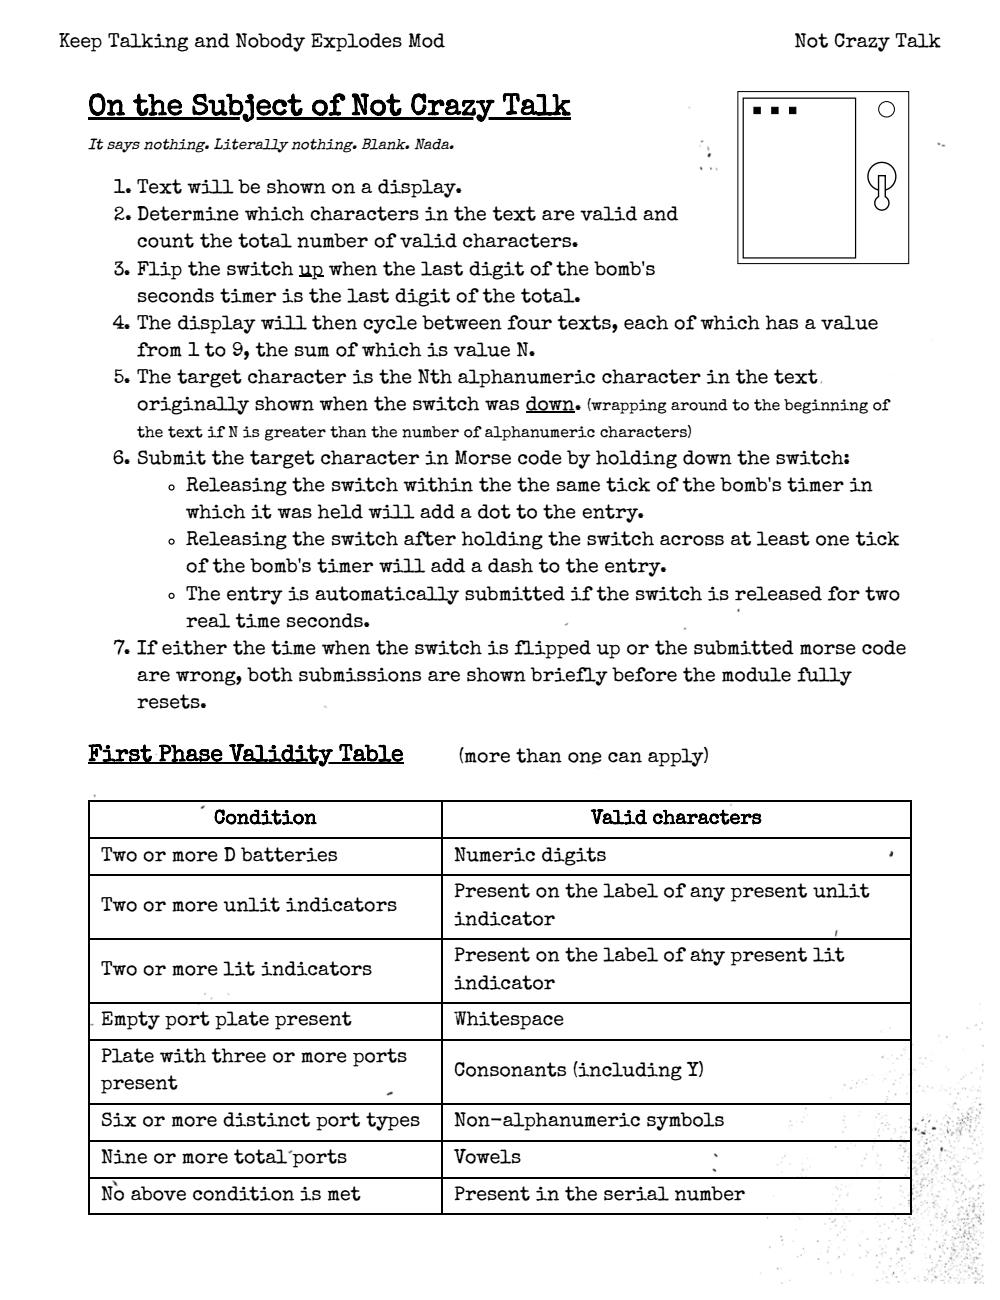 Keep Talking and Nobody Explodes Mod
Not Crazy Talk
On the Subject of Not Crazy Talk
It says nothing. Literally nothing. Blank. Nada.
1. Text will be shown on a display.
2. Determine which characters in the text are valid and
count the total number of valid characters.
3. Flip the switch up when the last digit of the bomb's
seconds timer is the last digit of the total.
4. The display will then cycle between four texts, each of which has a value
from 1 to 9, the sum of which is value N.
5. The target character is the Nth alphanumeric character in the text
originally shown when the switch was down. (wrapping around to the beginning of
the text if N is greater than the number of alphanumeric characters)
6. Submit the target character in Morse code by holding down the switch:
◦ Releasing the switch within the the same tick of the bomb's timer in
which it was held will add a dot to the entry.
◦ Releasing the switch after holding the switch across at least one tick
of the bomb's timer will add a dash to the entry.
◦ The entry is automatically submitted if the switch is released for two
real time seconds.
7. If either the time when the switch is flipped up or the submitted morse code
are wrong, both submissions are shown briefly before the module fully
resets.
First Phase Validity Table (more than one can apply)
Condition
Valid characters
Two or more D batteries
Numeric digits
Two or more unlit indicators
Present on the label of any present unlit
indicator
Two or more lit indicators
Present on the label of any present lit
indicator
Empty port plate present
Whitespace
Plate with three or more ports
present
Consonants (including Y)
Six or more distinct port types
Non-alphanumeric symbols
Nine or more total ports
Vowels
No above condition is met
Present in the serial number